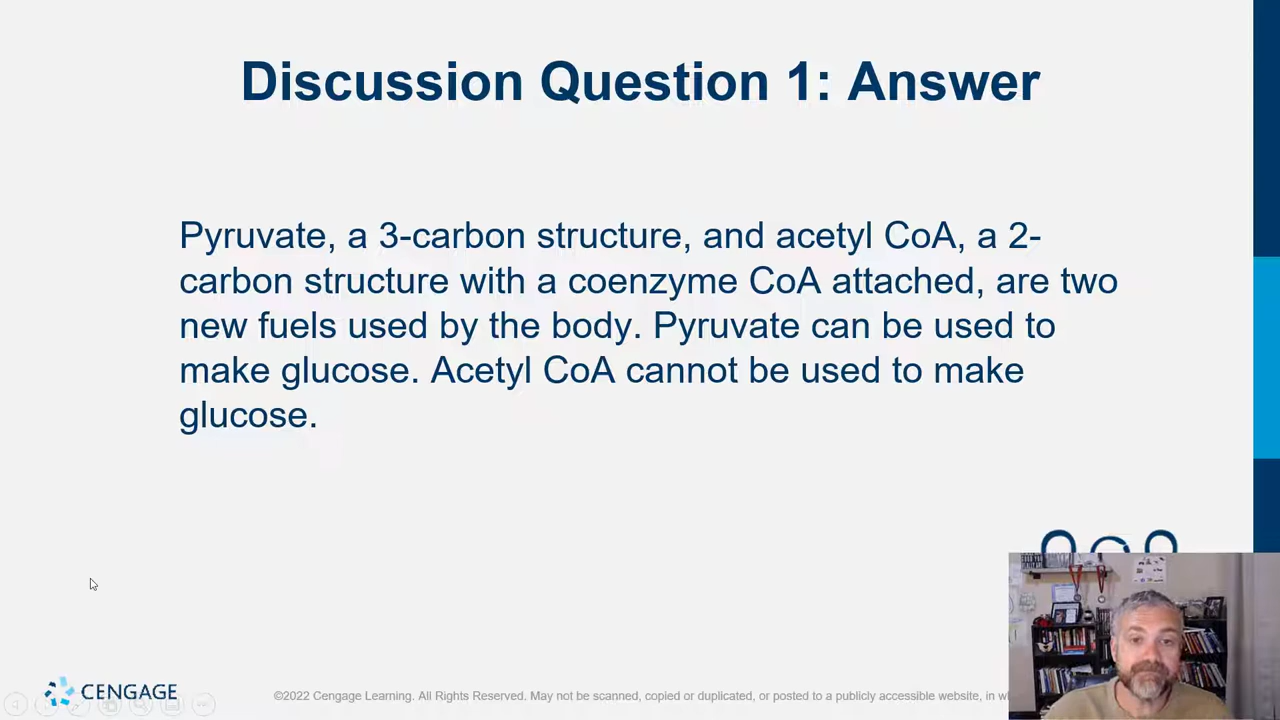 Discussion Question 1: Answer
Pyruvate, a 3-carbon structure, and acetyl CoA, a 2-
carbon structure with a coenzyme CoA attached, are two
new fuels used by the body. Pyruvate can be used to
make glucose. Acetyl CoA cannot be used to make
glucose.
CENGAGE
©2022 Cengage Learning. All Rights Reserved. May not be scanned, copied or duplicated, or posted to a publicly accessible website, in